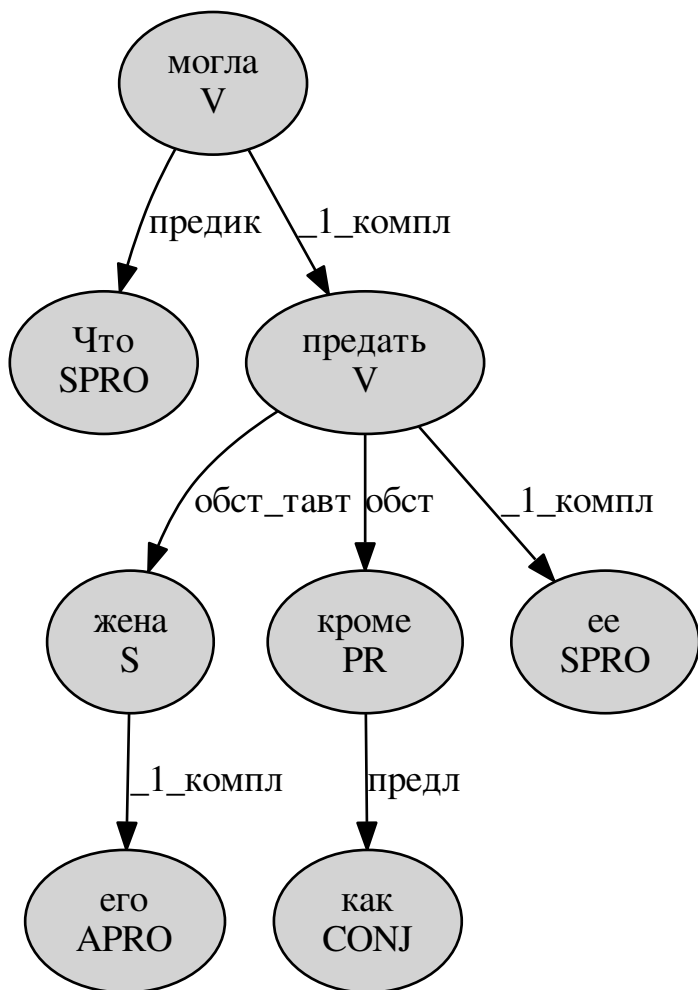 могла
V
предик
_1_компл
Что
SPRO
предать
V
обст_тавт
обст
_1_компл
жена
S
кроме
PR
ее
SPRO
_1_компл
предл
его
APRO
как
CONJ